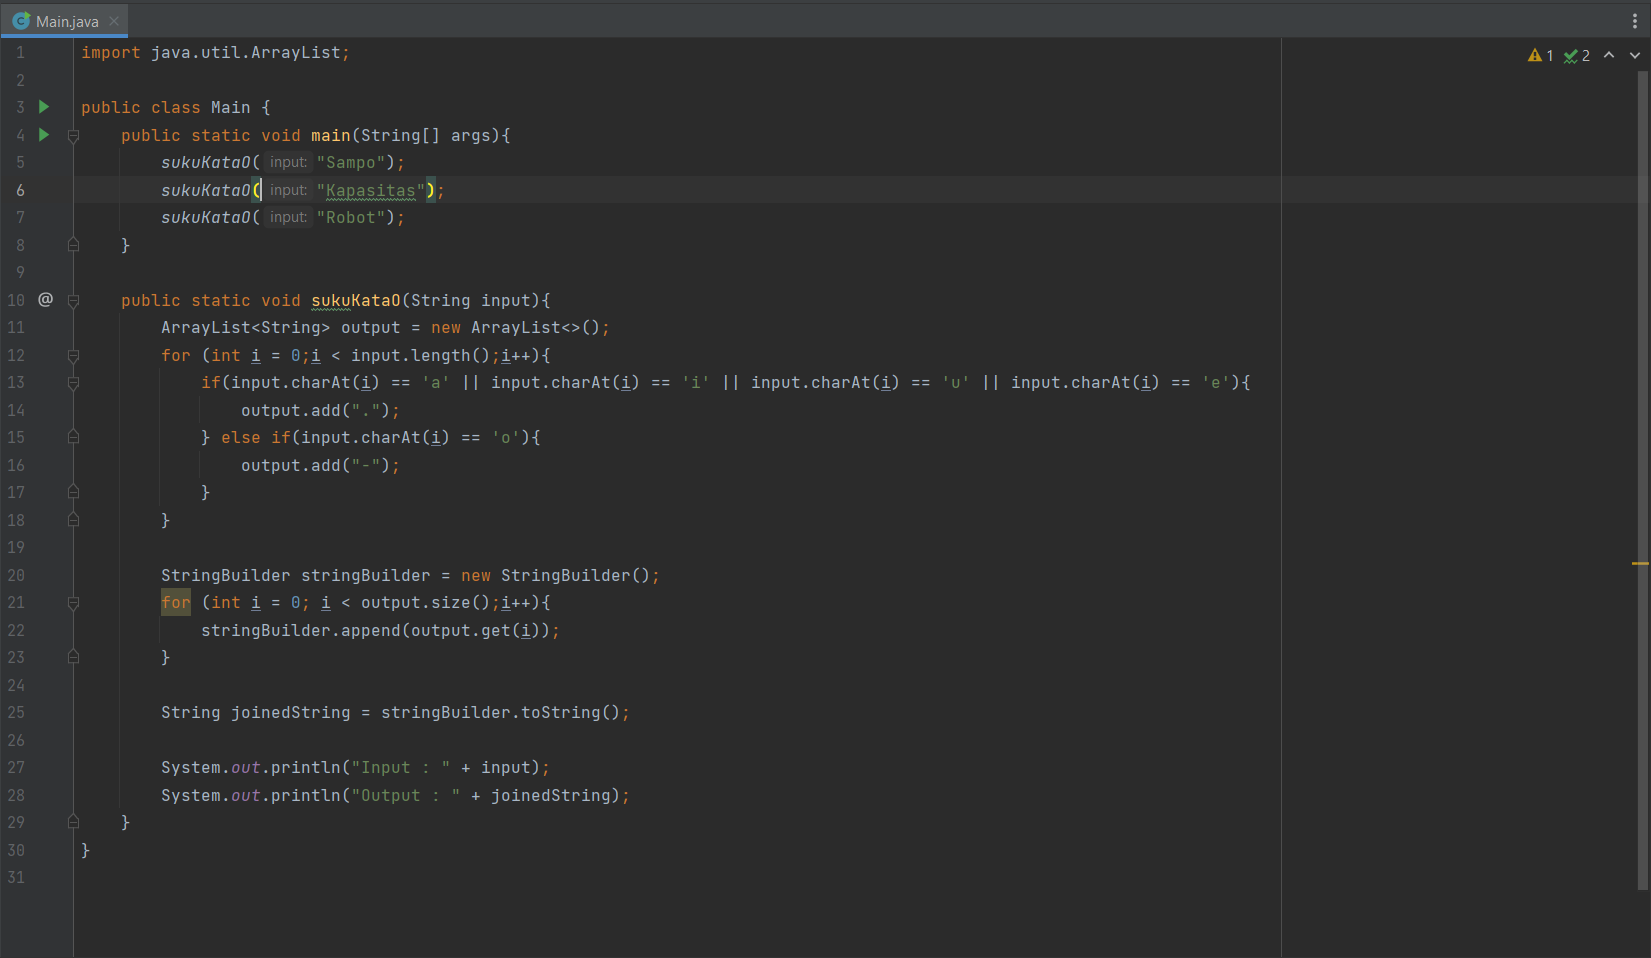 Main.java
1 import java.util.ArrayList;
1 2
2
3 public class Main {
4 public static void main(String[] args){
5 sukuKataO( input: "Sampo");
6 sukuKataO( input: "Kapasitas");
7 sukuKataO( input: "Robot");
8 }
9
10 @ public static void sukuKataO(String input){
11 ArrayList<String> output = new ArrayList<>();
12 for (int i = 0;i < input.length();i++){
13 if(input.charAt(i) == 'a' || input.charAt(i) == 'i' || input.charAt(i) == 'u' || input.charAt(i) == 'e'){
14 output.add(".");
15 } else if(input.charAt(i) == 'o'){
16 output.add("-");
17 }
18 }
19
20 StringBuilder stringBuilder = new StringBuilder();
21 for (int i = 0; i < output.size();i++){
22 stringBuilder.append(output.get(i));
23 }
24
25 String joinedString = stringBuilder.toString();
26
27 System.out.println("Input : " + input);
28 System.out.println("Output : " + joinedString);
29 }
30 }
31